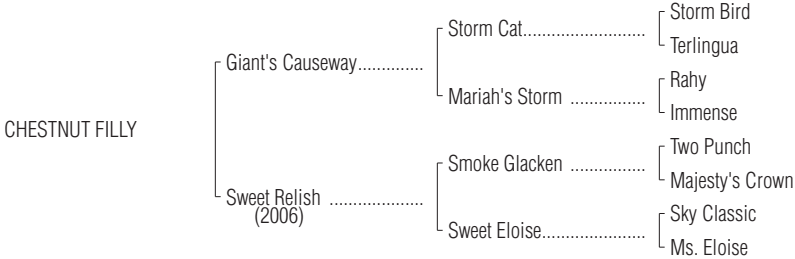 Storm Bird
Storm Cat..........................
Terlingua
Giant's Causeway..............
Rahy
Mariah's Storm ................
Immense
CHESTNUT FILLY
Two Punch
Smoke Glacken ................
Majesty's Crown
Sweet Relish ....................
(2006)
Sky Classic
Sweet Eloise......................
Ms. Eloise